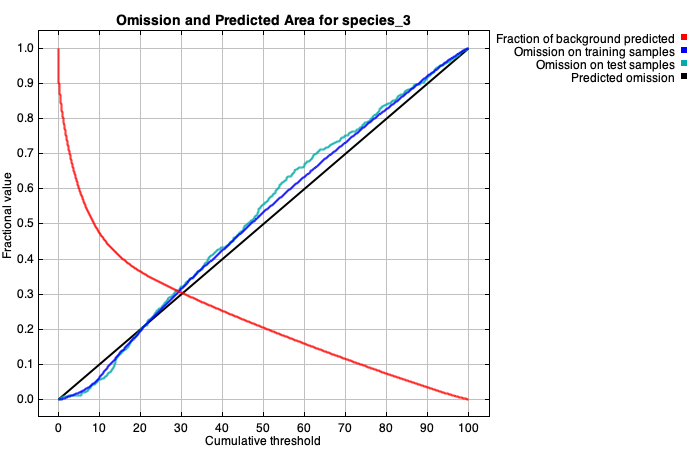 Omission and Predicted Area for species_3
Fraction of background predicted
Omission on training samples
Omission on test samples
Predicted omission
Fractional value
1.0
0.9
0.8
0.7
0.6
0.5
0.4
0.3
0.2
0.1
0.0
0 10 20 30 40 50 60 70 80 90 100
Cumulative threshold